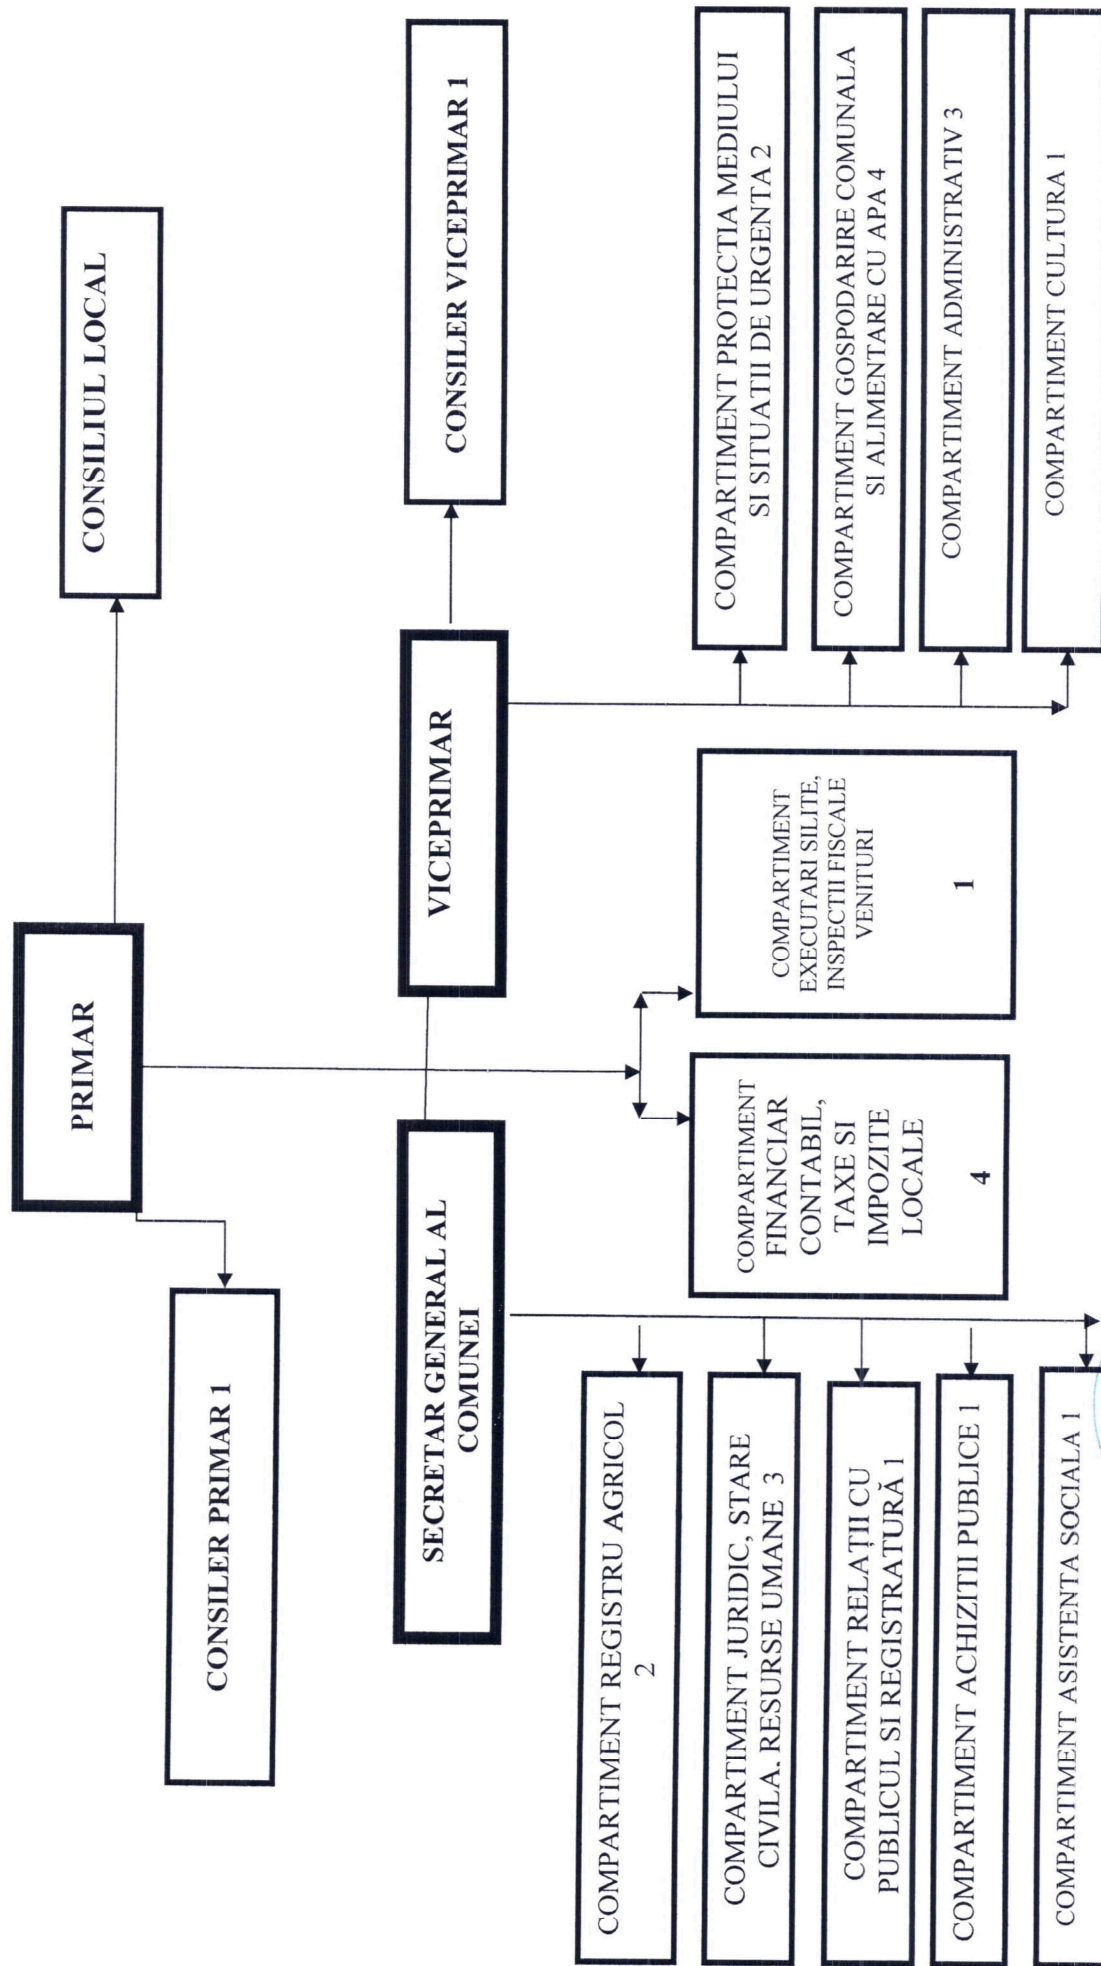 PRIMAR
CONSILIUL LOCAL
CONSILER PRIMAR 1
SECRETAR GENERAL AL
COMUNEI
VICEPRIMAR
CONSILER VICEPRIMAR 1
COMPARTIMENT REGISTRU AGRICOL
2
COMPARTIMENT JURIDIC, STARE
CIVILA. RESURSE UMANE 3
COMPARTIMENT RELAȚII CU
PUBLICUL SI REGISTRATURĂ 1
COMPARTIMENT ACHIZITII PUBLICE 1
COMPARTIMENT ASISTENTA SOCIALA 1
COMPARTIMENT
FINANCIAR
CONTABIL,
TAXE SI
IMPOZITE
LOCALE
4
COMPARTIMENT
EXECUTARI SILITE,
INSPECTII FISCALE
VENITURI
1
COMPARTIMENT PROTECTIA MEDIULUI
SI SITUATII DE URGENTA 2
COMPARTIMENT GOSPODARIRE COMUNALA
SI ALIMENTARE CU APA 4
COMPARTIMENT ADMINISTRATIV 3
COMPARTIMENT CULTURA 1